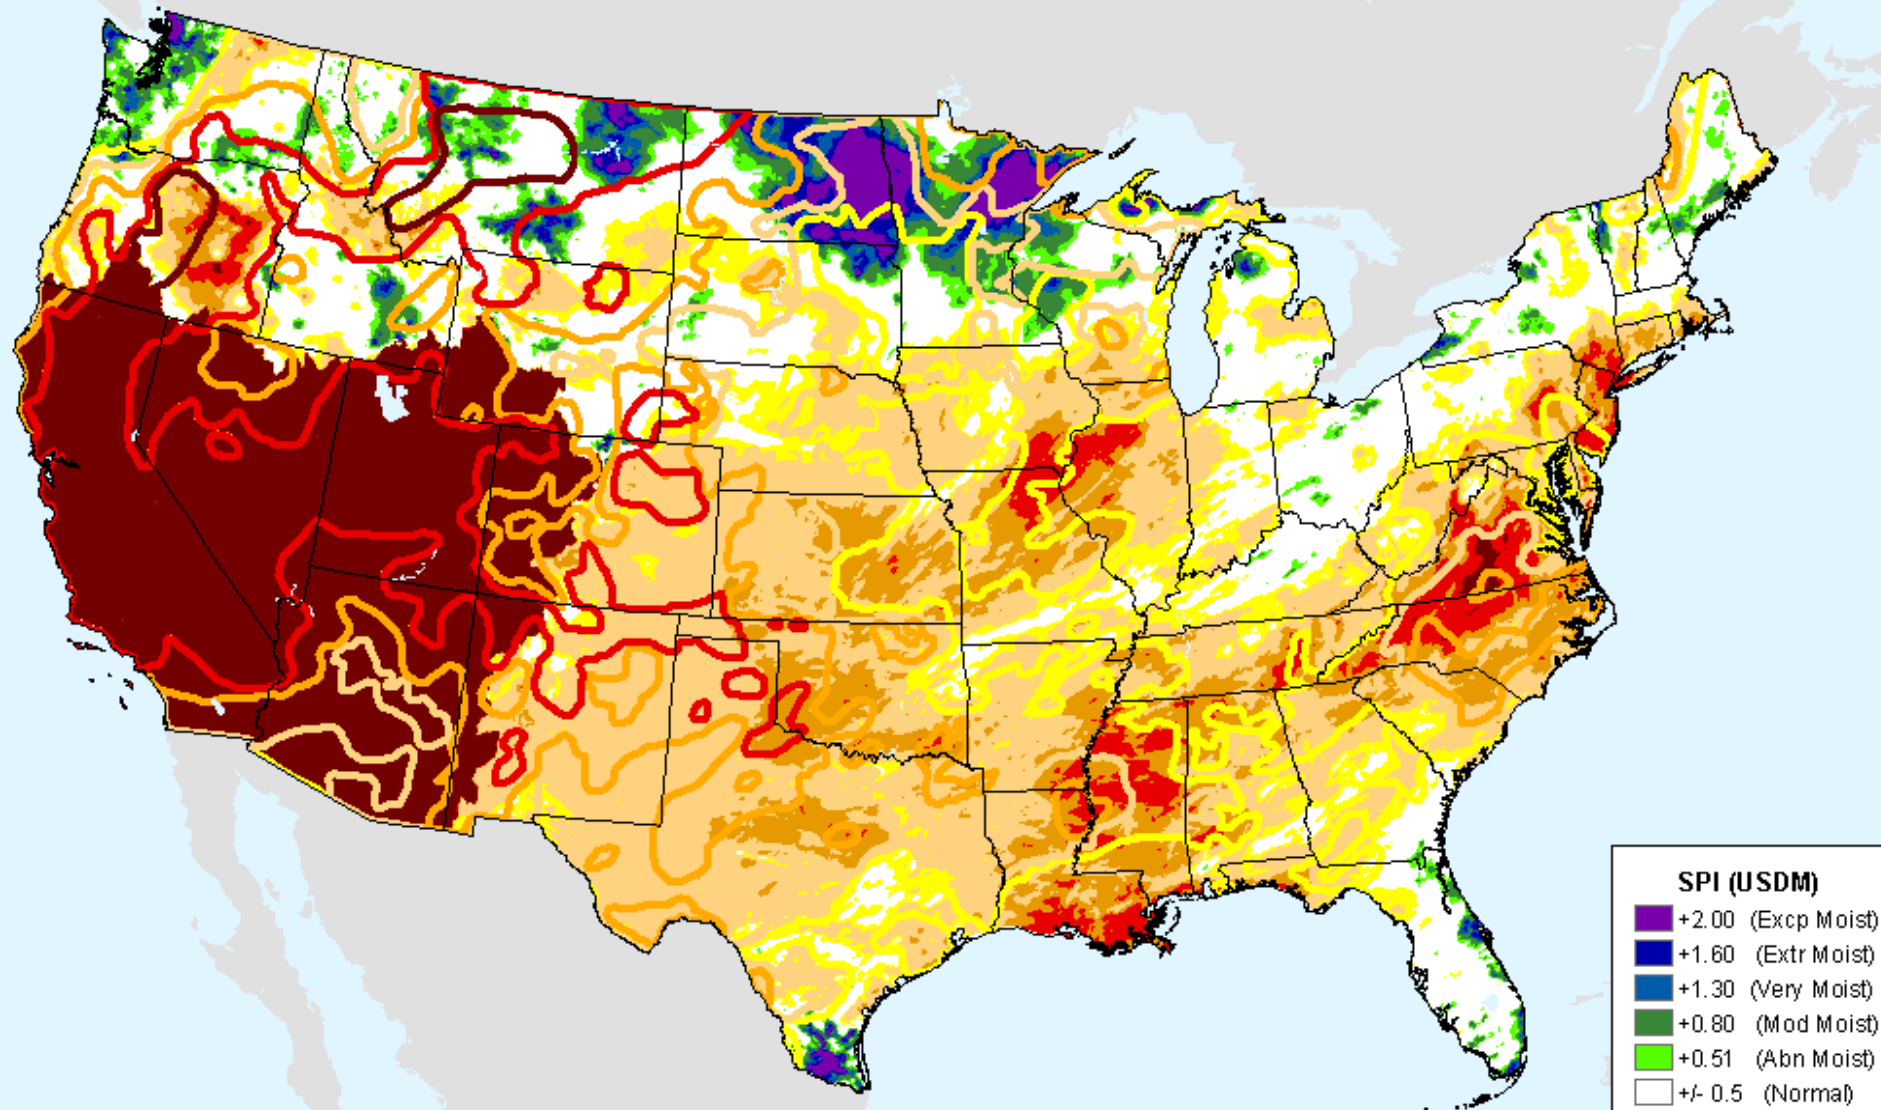 SPI (USDM)
+2.00 (Excp Moist)
+1.60 (Extr Moist)
+1.30 (Very Moist)
+0.80 (Mod Moist)
+0.51 (Abn Moist)
+/- 0.5 (Normal)